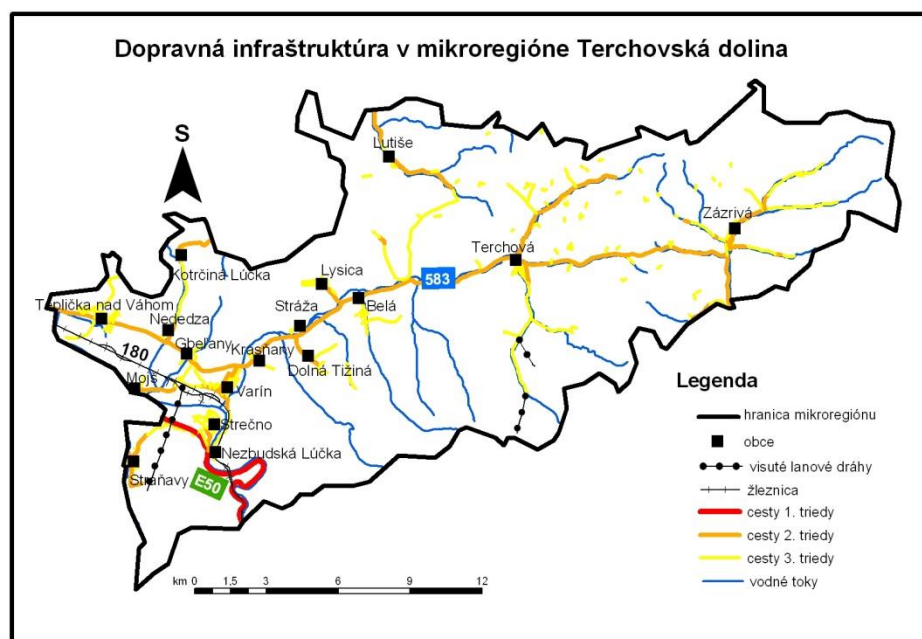 Dopravná infraštruktúra v mikroregióne Terchovská dolina
S
Lutiše
Zázrivá
Terchová
Kotrčina Lúčka
Lysica
583
Teplička nad Váhom
Stráža
Belá
Nededza
180
Gbeľany
Krasňany
Dolná Tižiná
Mojš
Varín
Strečno
Nezbudská Lúčka
Stráňavy
E50
Legenda
hranica mikroregiónu
obce
visuté lanové dráhy
žleznica
cesty 1. triedy
cesty 2. triedy
cesty 3. triedy
vodné toky
km 0 1,5 3 6 9 12